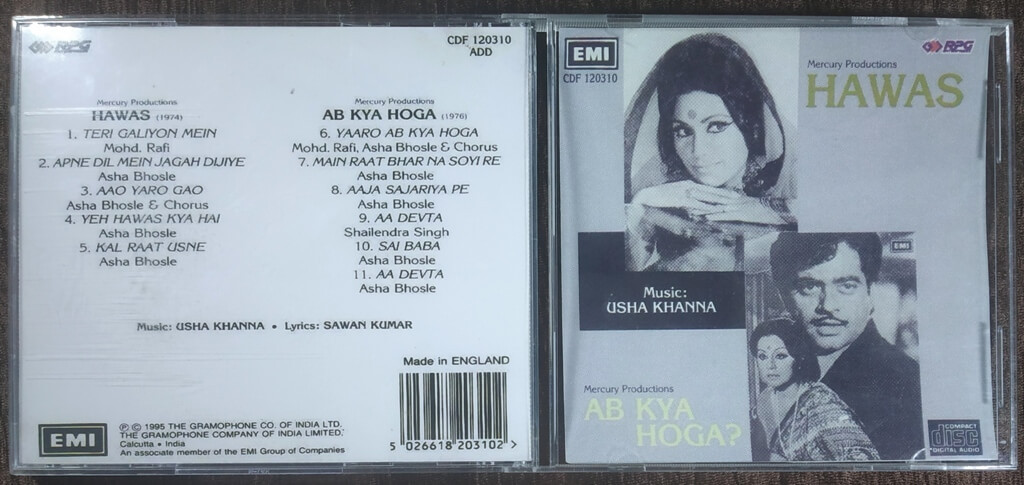 RPG
CDF 120310
ADD
Mercury Productions
HAWAS (1974)
1. TERI GALIYON MEIN
Mohd. Rafi
2. APNE DIL MEIN JAGAH DIJIYE
Asha Bhosle
3. AAO YARO GAO
Asha Bhosle & Chorus
4. YEH HAWAS KYA HAI
Asha Bhosle
5. KAL RAAT USNE
Asha Bhosle
Mercury Productions
AB KYA HOGA (1976)
6. YAARO AB KYA HOGA
Mohd. Rafi, Asha Bhosle & Chorus
7. MAIN RAAT BHAR NA SOYI RE
Asha Bhosle
8. AAJA SAJARIYA PE
Asha Bhosle
9. AA DEVTA
Shailendra Singh
10. SAI BABA
Asha Bhosle
11. AA DEVTA
Asha Bhosle
Music: USHA KHANNA • Lyrics: SAWAN KUMAR
Made in ENGLAND
5 026618 203102 >
EMI
℗ © 1995 THE GRAMOPHONE CO. OF INDIA LTD.
THE GRAMOPHONE COMPANY OF INDIA LIMITED.
Calcutta • India
An associate member of the EMI Group of Companies
EMI
CDF 120310
RPG
Mercury Productions
HAWAS
EMI
Music:
USHA KHANNA
Mercury Productions
AB KYA
HOGA?
COMPACT
disc
DIGITAL AUDIO